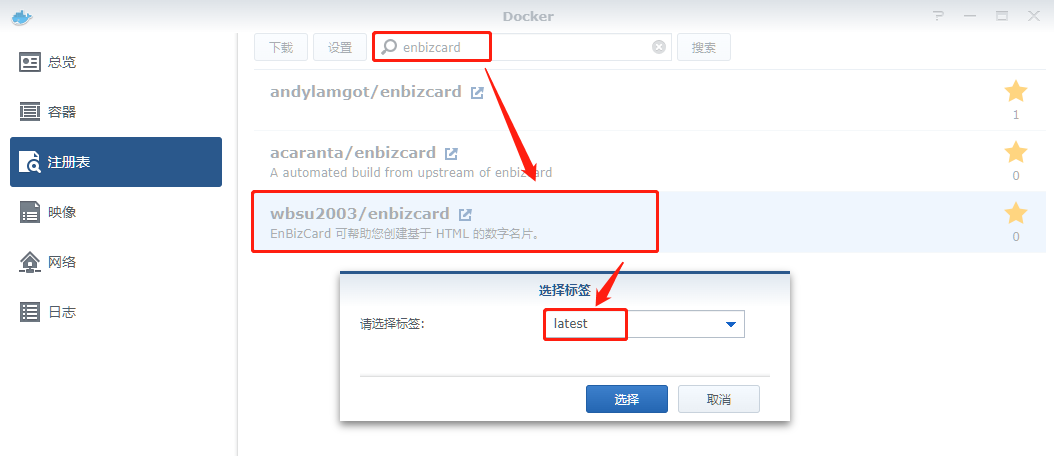 Docker
总览
容器
注册表
映像
网络
日志
下载 设置 enbizcard 搜索
andylamgot/enbizcard
1
acaranta/enbizcard
A automated build from upstream of enbizcard
0
wbsu2003/enbizcard
EnBizCard 可帮助您创建基于 HTML 的数字名片。
0
选择标签
请选择标签: latest
选择 取消